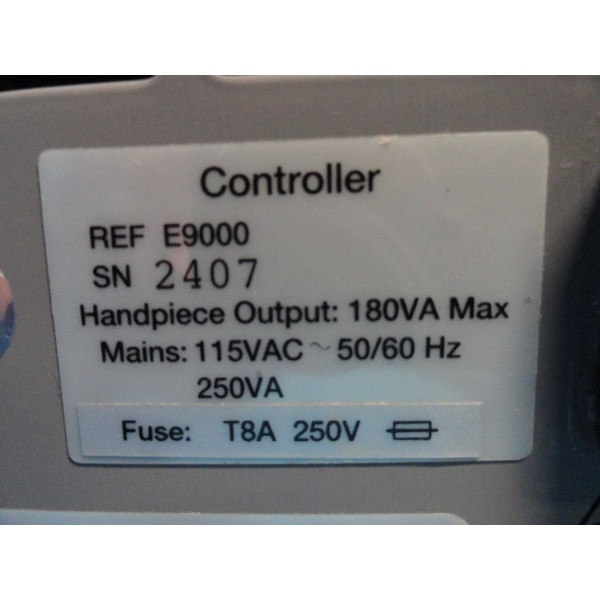 Controller
REF E9000
SN 2407
Handpiece Output: 180VA Max
Mains: 115VAC ~ 50/60 Hz
250VA
Fuse: T8A 250V